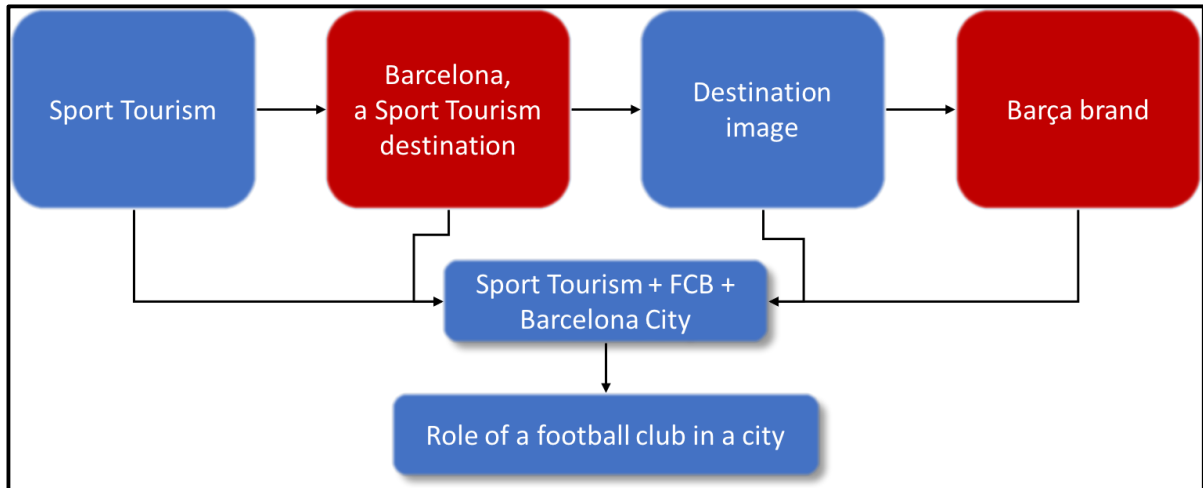 Sport Tourism
Barcelona,
a Sport Tourism
destination
Destination
image
Barça brand
Sport Tourism + FCB +
Barcelona City
Role of a football club in a city